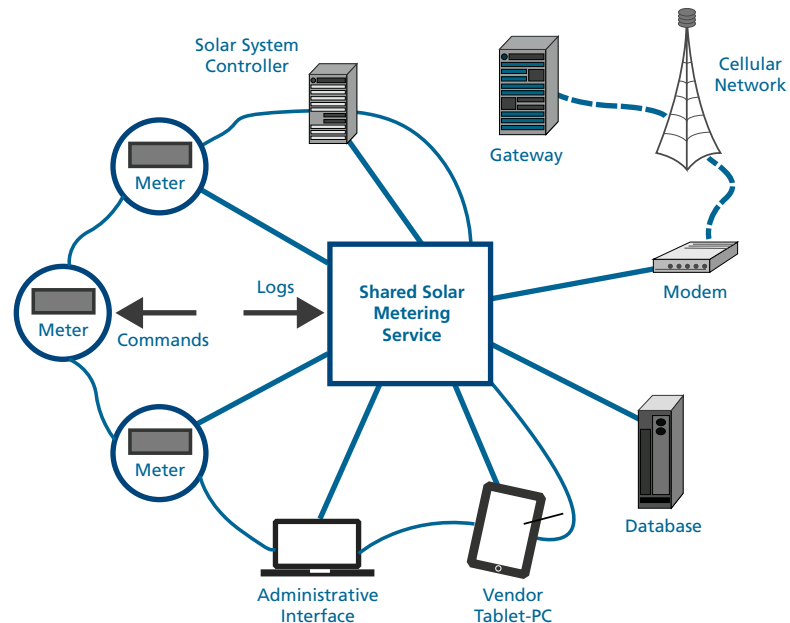 Solar System
Controller
Cellular
Network
Gateway
Meter
Modem
Logs
Shared Solar
Metering
Service
Meter
Commands
Meter
Database
Administrative
Interface
Vendor
Tablet-PC